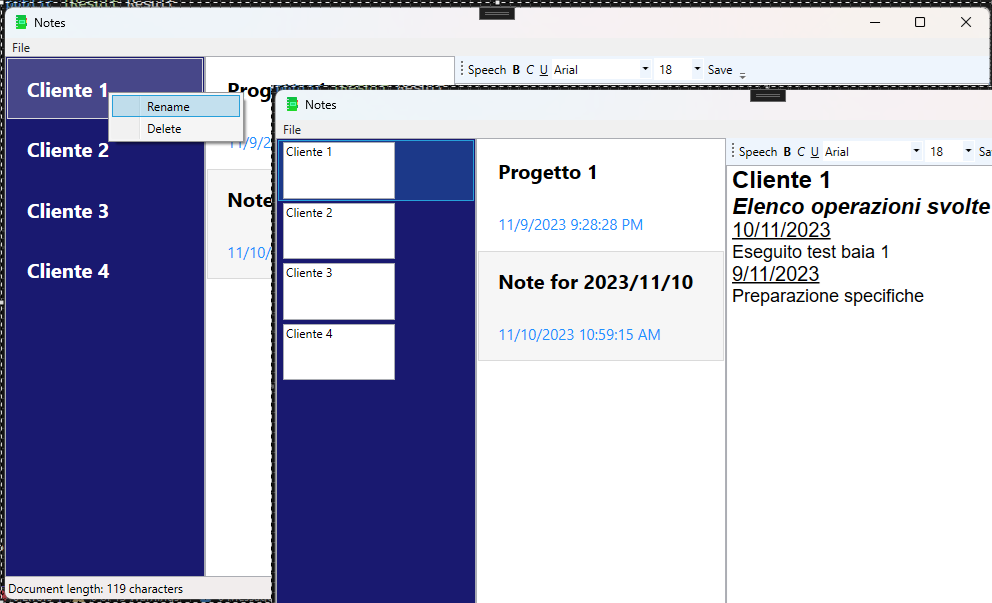 Notes
File
Cliente 1
Rename
Delete
Cliente 2
Cliente 3
Cliente 4
11/9/2
Note
11/10/
Speech B C U Arial 18 Save
Document length: 119 characters
Notes
File
Cliente 1
Cliente 2
Cliente 3
Cliente 4
Progetto 1
11/9/2023 9:28:28 PM
Note for 2023/11/10
11/10/2023 10:59:15 AM
Speech B C U Arial 18 Sa
Cliente 1
Elenco operazioni svolte
10/11/2023
Eseguito test baia 1
9/11/2023
Preparazione specifiche